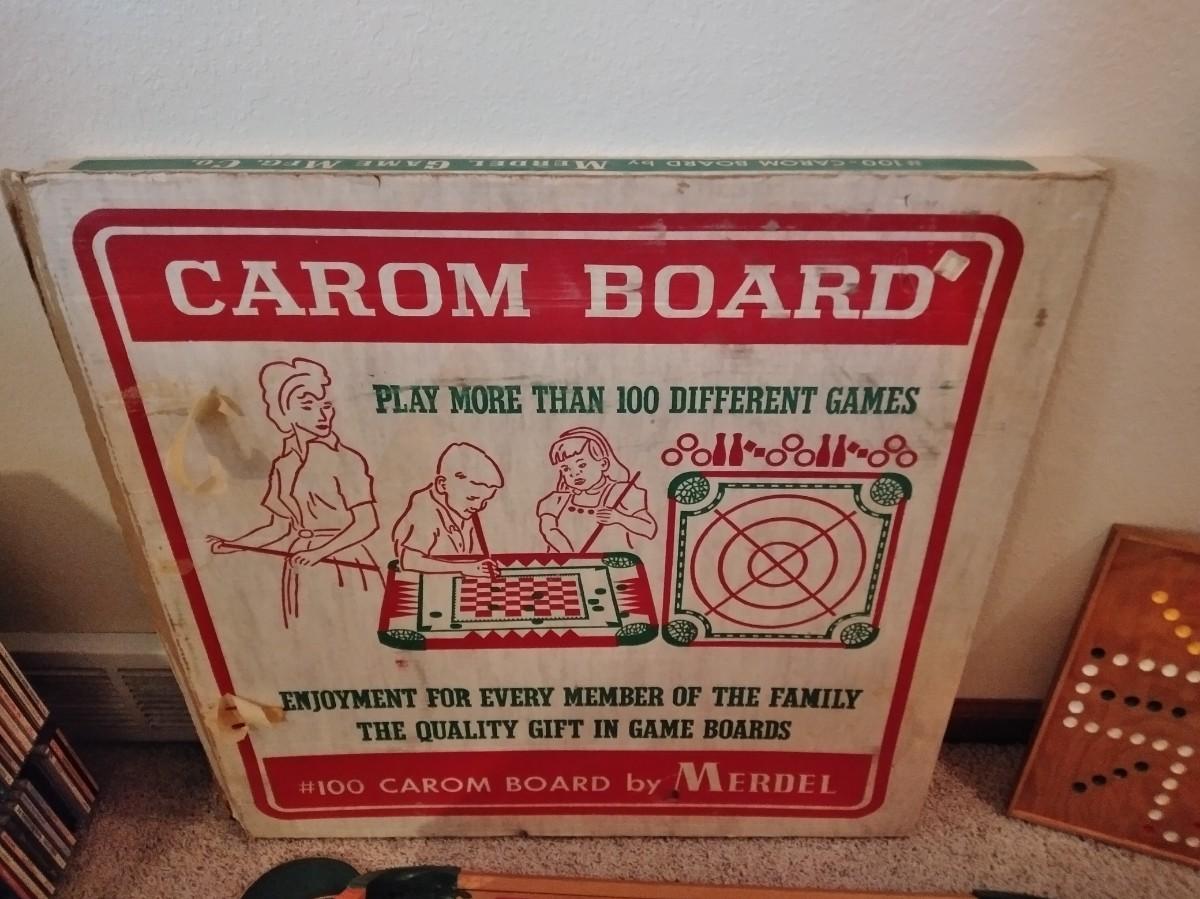 #100-CAROM BOARD by MERDEL GAME MFG. CO.
CAROM BOARD
PLAY MORE THAN 100 DIFFERENT GAMES
ENJOYMENT FOR EVERY MEMBER OF THE FAMILY
THE QUALITY GIFT IN GAME BOARDS
#100 CAROM BOARD by MERDEL